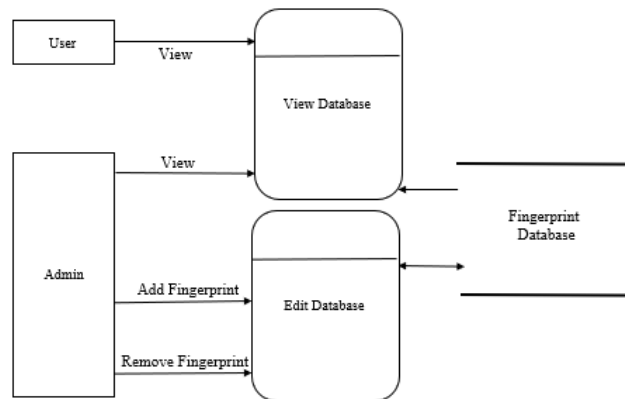 User
View
View Database
View
Fingerprint
Database
Admin
Add Fingerprint
Edit Database
Remove Fingerprint